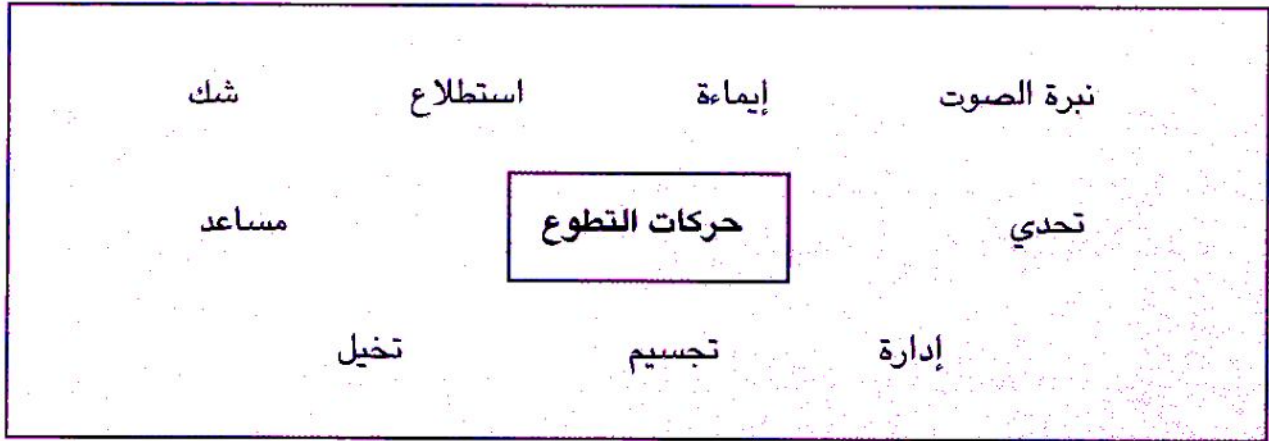 نبرة الصوت إيماءة استطلاع شك
تحدي حركات التطوع مساعد
إدارة تجسيم تخيل